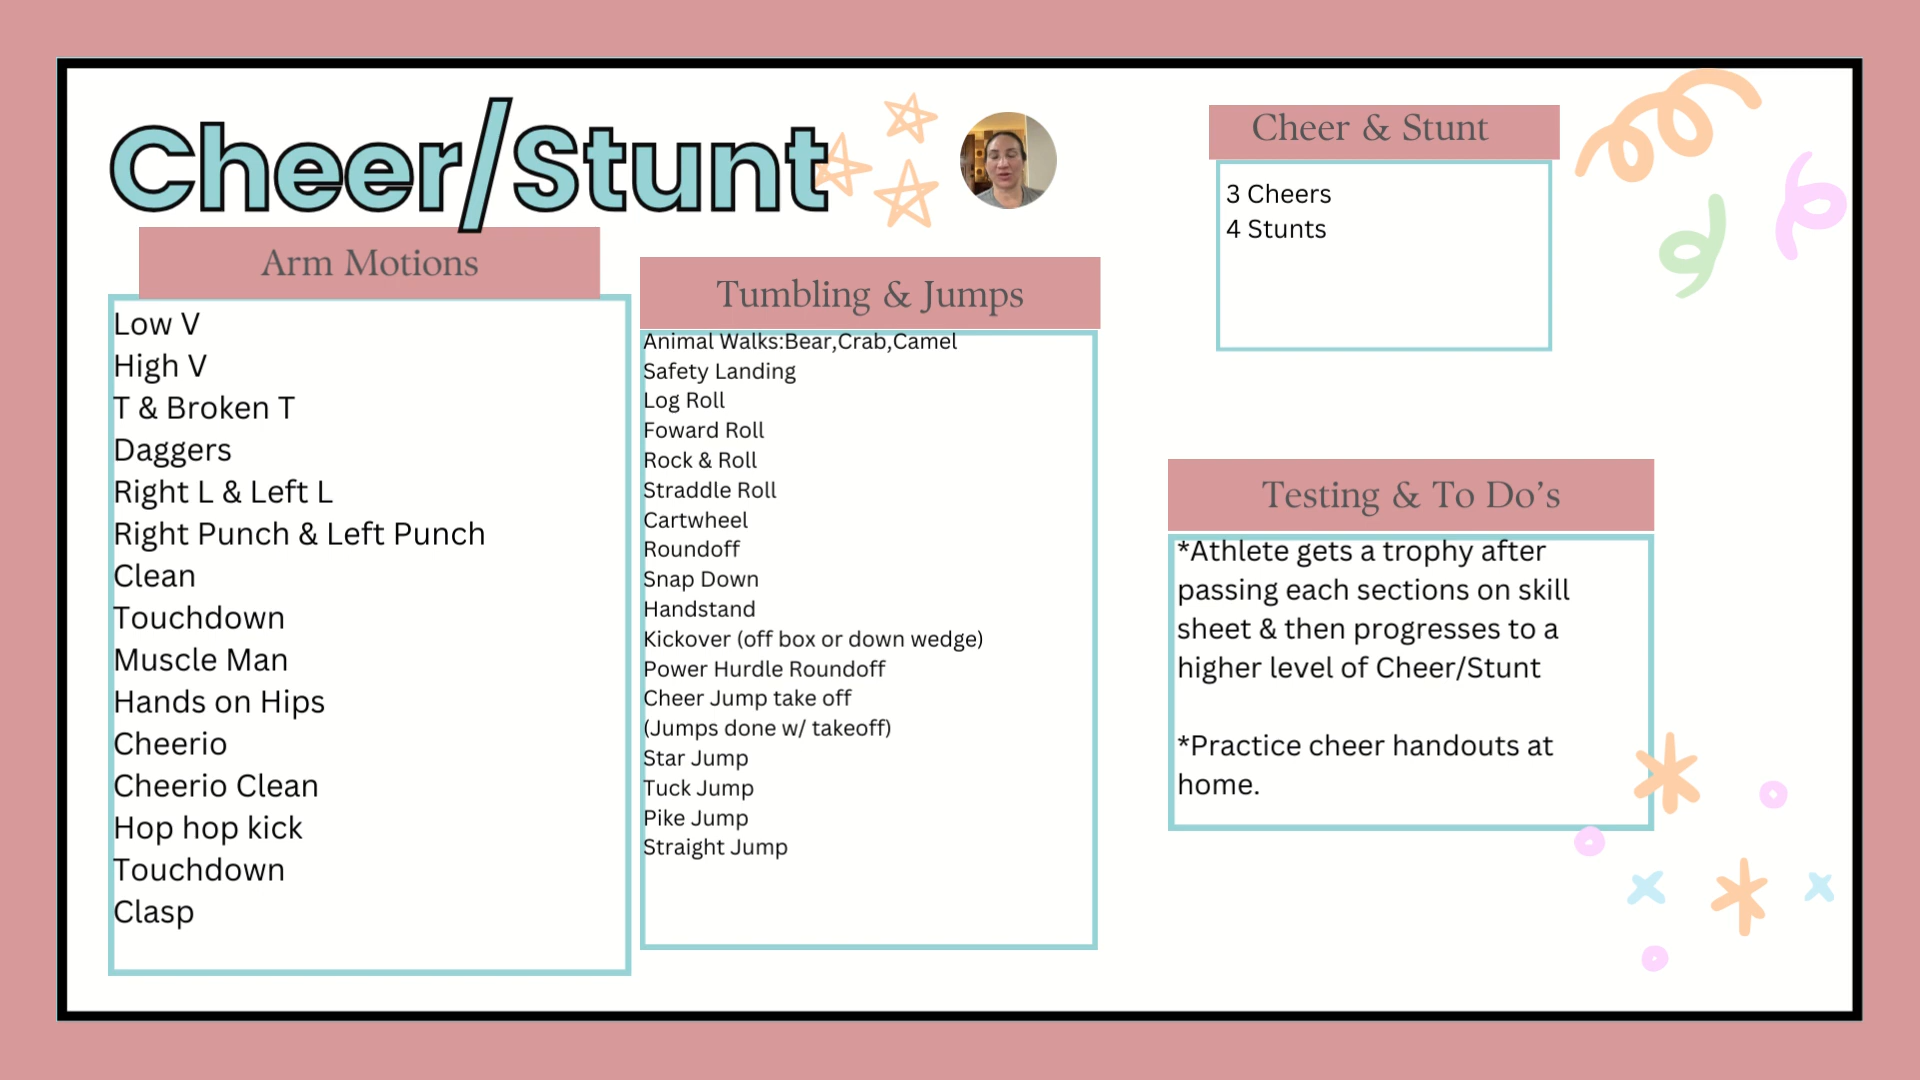 Cheer/Stunt
Arm Motions
Low V
High V
T & Broken T
Daggers
Right L & Left L
Right Punch & Left Punch
Clean
Touchdown
Muscle Man
Hands on Hips
Cheerio
Cheerio Clean
Hop hop kick
Touchdown
Clasp
Tumbling & Jumps
Animal Walks:Bear,Crab,Camel
Safety Landing
Log Roll
Foward Roll
Rock & Roll
Straddle Roll
Cartwheel
Roundoff
Snap Down
Handstand
Kickover (off box or down wedge)
Power Hurdle Roundoff
Cheer Jump take off
(Jumps done w/ takeoff)
Star Jump
Tuck Jump
Pike Jump
Straight Jump
Cheer & Stunt
3 Cheers
4 Stunts
Testing & To Do's
*Athlete gets a trophy after
passing each sections on skill
sheet & then progresses to a
higher level of Cheer/Stunt
*Practice cheer handouts at
home.